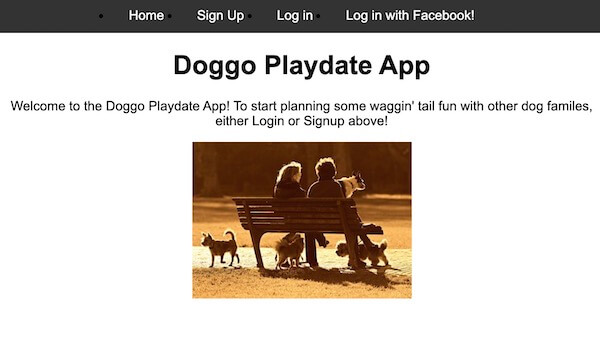 Home Sign Up Log in Log in with Facebook!
Doggo Playdate App
Welcome to the Doggo Playdate App! To start planning some waggin' tail fun with other dog familes,
either Login or Signup above!